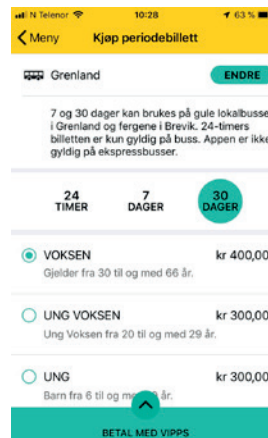 N Telenor 10:28 63 %
Meny Kjøp periodebillett
Grenland ENDRE
7 og 30 dager kan brukes på gule lokalbusse
i Grenland og fergene i Brevik. 24-timers
billetten er kun gyldig på buss. Appen er ikke
gyldig på ekspressbusser.
24 7 30
TIMER DAGER DAGER
VOKSEN kr 400,00
Gjelder fra 30 til og med 66 år.
UNG VOKSEN kr 300,00
Ung Voksen fra 20 til og med 29 år.
UNG kr 300,00
Barn fra 6 til og med år.
BETAL MED VIPPS